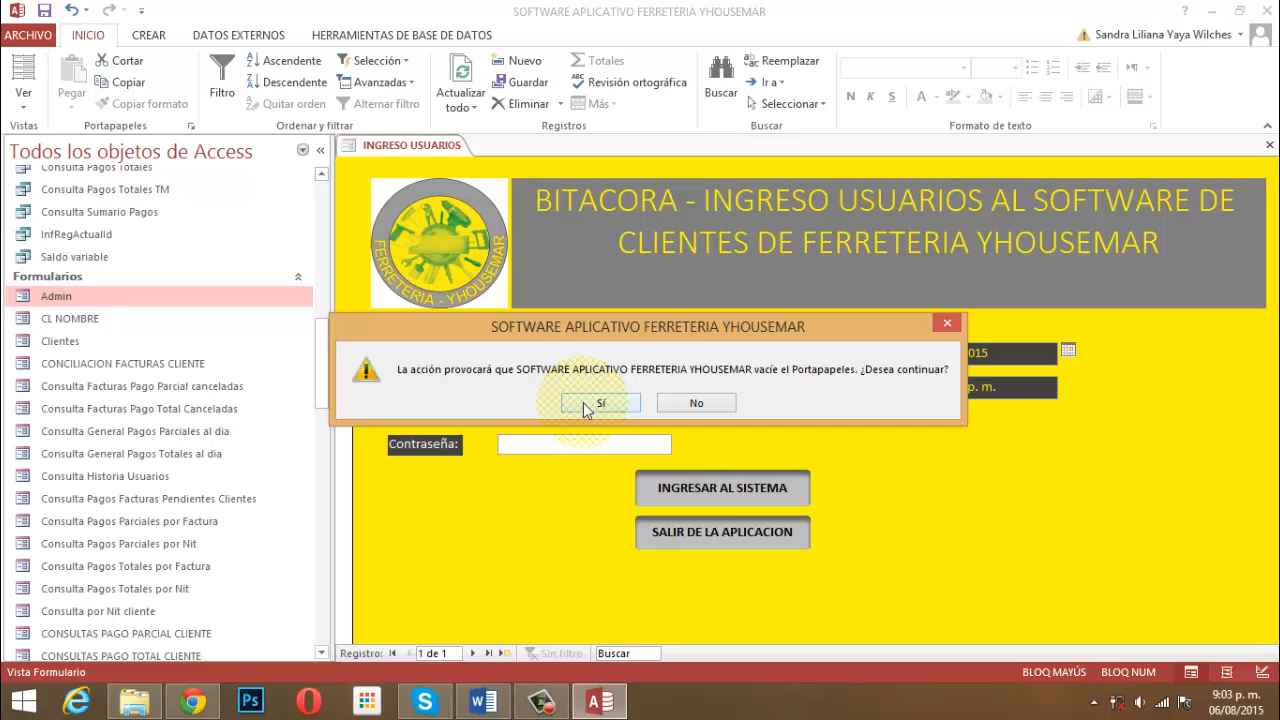 SOFTWARE APLICATIVO FERRETERIA YHOUSEMAR
ARCHIVO INICIO CREAR DATOS EXTERNOS HERRAMIENTAS DE BASE DE DATOS
Sandra Liliana Yaya Wilches
Ver
Pegar
Cortar
Copiar
Copiar formato
Filtro
Ascendente
Descendente
Quitar orden
Selección
Avanzadas
Alternar filtro
Actualizar
todo
Nuevo
Guardar
Eliminar
Totales
Revisión ortográfica
Más
Buscar
Reemplazar
Ir a
Seleccionar
N K S A
Vistas Portapapeles Ordenar y filtrar Registros Buscar Formato de texto
Todos los objetos de Access
Consulta Pagos Totales
Consulta Pagos Totales TM
Consulta Sumario Pagos
InfRegActualId
Saldo variable
Formularios
Admin
CL NOMBRE
Clientes
CONCILIACION FACTURAS CLIENTE
Consulta Facturas Pago Parcial canceladas
Consulta Facturas Pago Total Canceladas
Consulta General Pagos Parciales al dia
Consulta General Pagos Totales al dia
Consulta Historia Usuarios
Consulta Pagos Facturas Pendientes Clientes
Consulta Pagos Parciales por Factura
Consulta Pagos Parciales por Nit
Consulta Pagos Totales por Factura
Consulta Pagos Totales por Nit
Consulta por Nit cliente
CONSULTAS PAGO PARCIAL CLIENTE
CONSULTAS PAGO TOTAL CLIENTE
INGRESO USUARIOS
FERRETERIA - YHOUSEMAR
BITACORA - INGRESO USUARIOS AL SOFTWARE DE
CLIENTES DE FERRETERIA YHOUSEMAR
SOFTWARE APLICATIVO FERRETERIA YHOUSEMAR
La acción provocará que SOFTWARE APLICATIVO FERRETERIA YHOUSEMAR vacíe el Portapapeles. ¿Desea continuar?
Sí No
2015
p. m.
Contraseña:
INGRESAR AL SISTEMA
SALIR DE LA APLICACION
Registro: 1 de 1 Sin filtro Buscar
Vista Formulario BLOQ MAYÚS BLOQ NUM
Ps
9:03 p. m.
06/08/2015